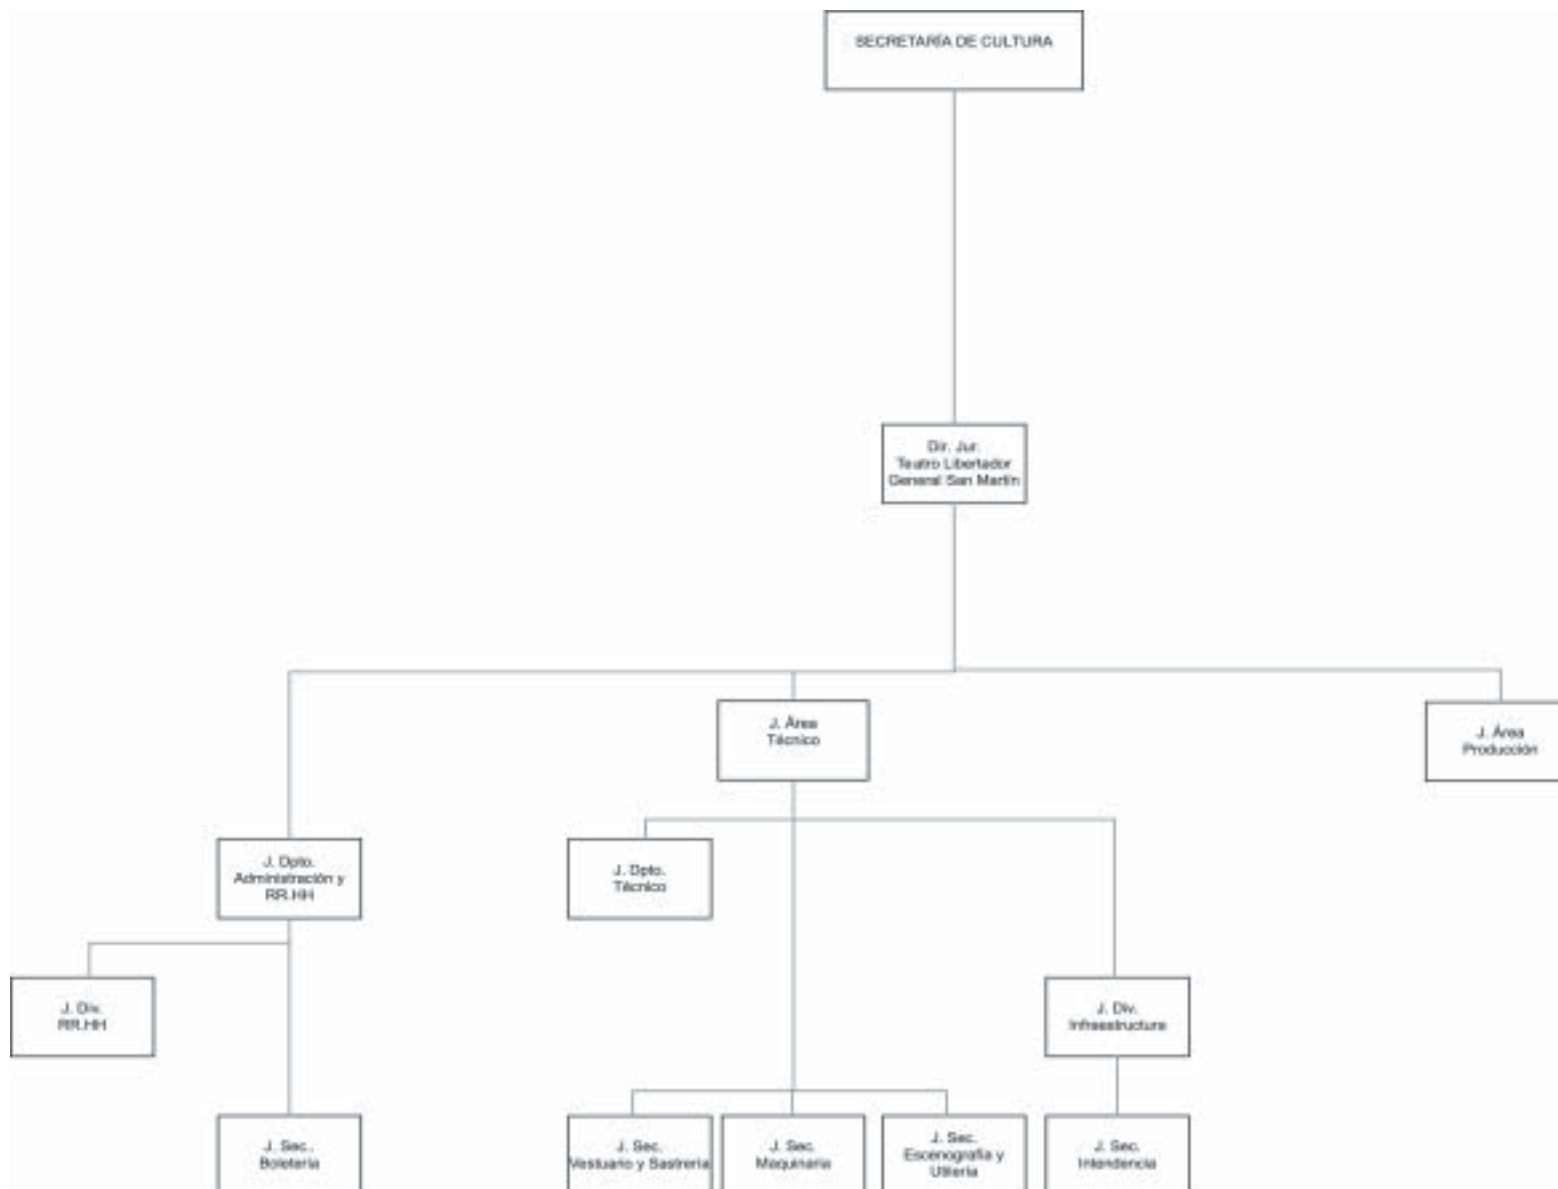 SECRETARÍA DE CULTURA
Dir. Jur.
Teatro Libertador
General San Martín
J. Área
Técnico
J. Área
Producción
J. Dpto.
Administración y
RR.HH
J. Dpto.
Técnico
J. Div.
RR.HH
J. Div.
Infraestructura
J. Sec..
Boletería
J. Sec.
Vestuario y Sastrería
J. Sec.
Maquinaria
J. Sec.
Escenografía y
Utilería
J. Sec.
Intendencia